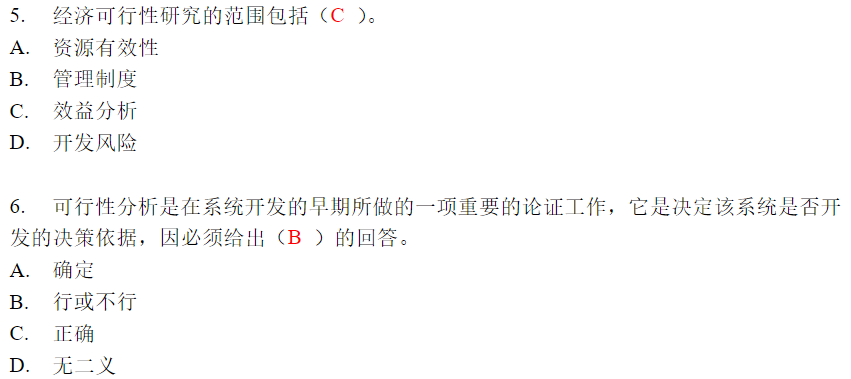 5. 经济可行性研究的范围包括（C ）。
A. 资源有效性
B. 管理制度
C. 效益分析
D. 开发风险
6. 可行性分析是在系统开发的早期所做的一项重要的论证工作，它是决定该系统是否开
发的决策依据，因必须给出（B ）的回答。
A. 确定
B. 行或不行
C. 正确
D. 无二义